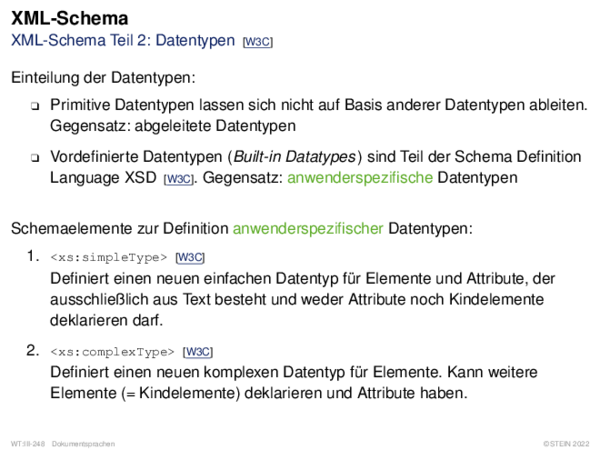 XML-Schema
XML-Schema Teil 2: Datentypen [W3C]
Einteilung der Datentypen:
❑ Primitive Datentypen lassen sich nicht auf Basis anderer Datentypen ableiten.
Gegensatz: abgeleitete Datentypen
❑ Vordefinierte Datentypen (Built-in Datatypes) sind Teil der Schema Definition
Language XSD [W3C]. Gegensatz: anwenderspezifische Datentypen
Schemaelemente zur Definition anwenderspezifischer Datentypen:
1. <xs:simpleType> [W3C]
Definiert einen neuen einfachen Datentyp für Elemente und Attribute, der
ausschließlich aus Text besteht und weder Attribute noch Kindelemente
deklarieren darf.
2. <xs:complexType> [W3C]
Definiert einen neuen komplexen Datentyp für Elemente. Kann weitere
Elemente (= Kindelemente) deklarieren und Attribute haben.
WT:III-248 Dokumentsprachen ©STEIN 2022